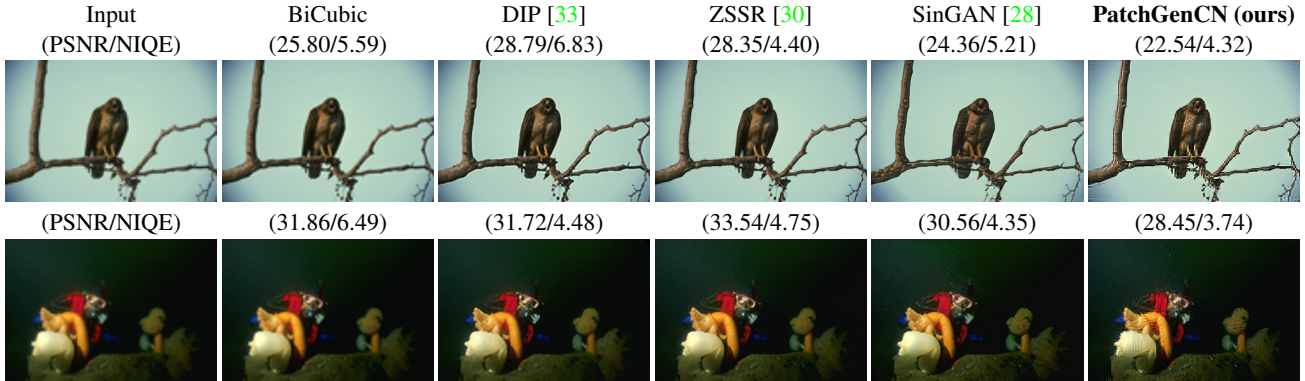 Input BiCubic DIP [33] ZSSR [30] SinGAN [28] PatchGenCN (ours)
(PSNR/NIQE) (25.80/5.59) (28.79/6.83) (28.35/4.40) (24.36/5.21) (22.54/4.32)
(PSNR/NIQE) (31.86/6.49) (31.72/4.48) (33.54/4.75) (30.56/4.35) (28.45/3.74)